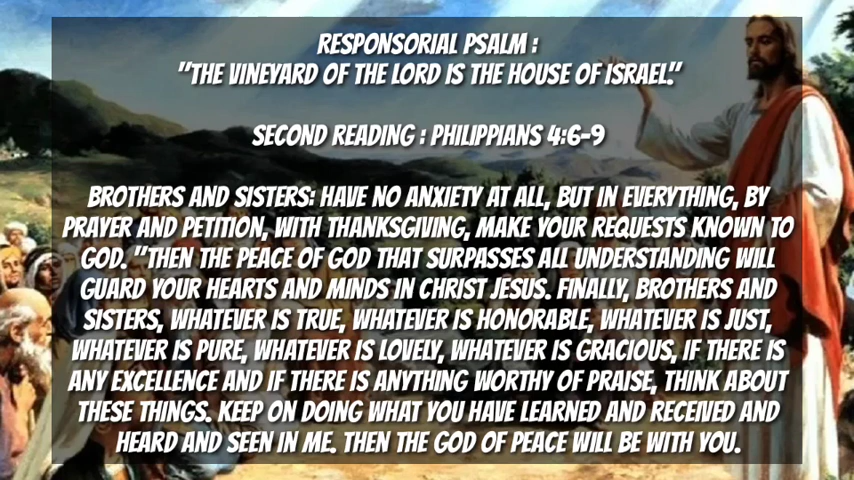 RESPONSORIAL PSALM :
"THE VINEYARD OF THE LORD IS THE HOUSE OF ISRAEL."
SECOND READING : PHILIPPIANS 4:6-9
BROTHERS AND SISTERS: HAVE NO ANXIETY AT ALL, BUT IN EVERYTHING, BY
PRAYER AND PETITION, WITH THANKSGIVING, MAKE YOUR REQUESTS KNOWN TO
GOD. "THEN THE PEACE OF GOD THAT SURPASSES ALL UNDERSTANDING WILL
GUARD YOUR HEARTS AND MINDS IN CHRIST JESUS. FINALLY, BROTHERS AND
SISTERS, WHATEVER IS TRUE, WHATEVER IS HONORABLE, WHATEVER IS JUST,
WHATEVER IS PURE, WHATEVER IS LOVELY, WHATEVER IS GRACIOUS, IF THERE IS
ANY EXCELLENCE AND IF THERE IS ANYTHING WORTHY OF PRAISE, THINK ABOUT
THESE THINGS. KEEP ON DOING WHAT YOU HAVE LEARNED AND RECEIVED AND
HEARD AND SEEN IN ME. THEN THE GOD OF PEACE WILL BE WITH YOU.